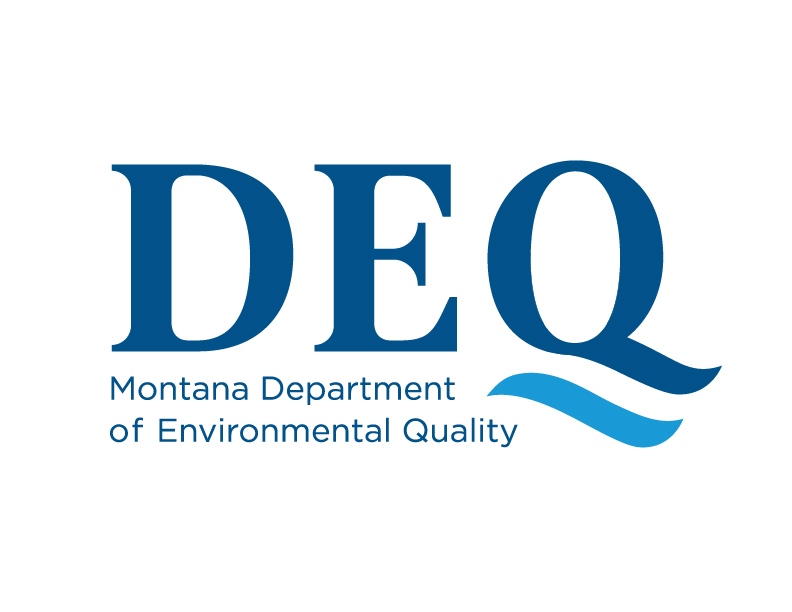 DEQ
Montana Department
of Environmental Quality